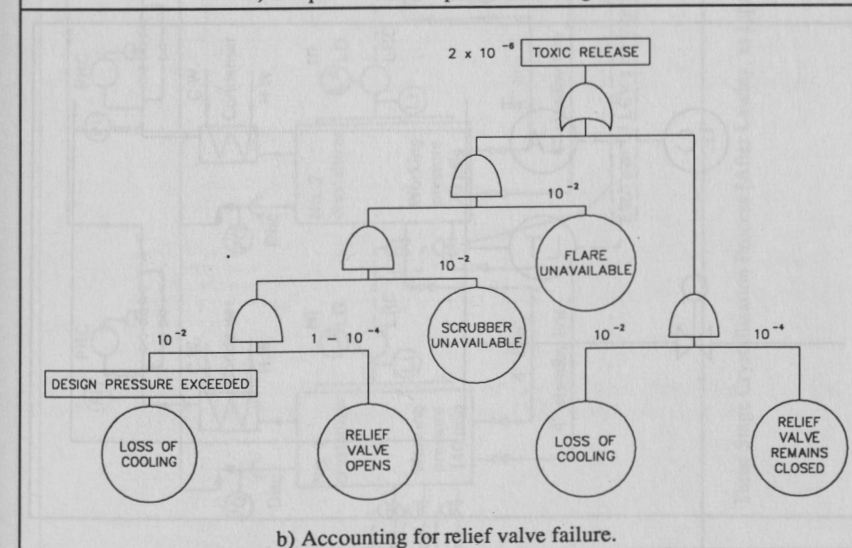 2 x 10⁻⁶ TOXIC RELEASE
10⁻²
FLARE
UNAVAILABLE
10⁻²
SCRUBBER
UNAVAILABLE
10⁻²
1 – 10⁻⁴
DESIGN PRESSURE EXCEEDED
LOSS OF
COOLING
RELIEF
VALVE
OPENS
10⁻²
10⁻⁴
LOSS OF
COOLING
RELIEF
VALVE
REMAINS
CLOSED
b) Accounting for relief valve failure.